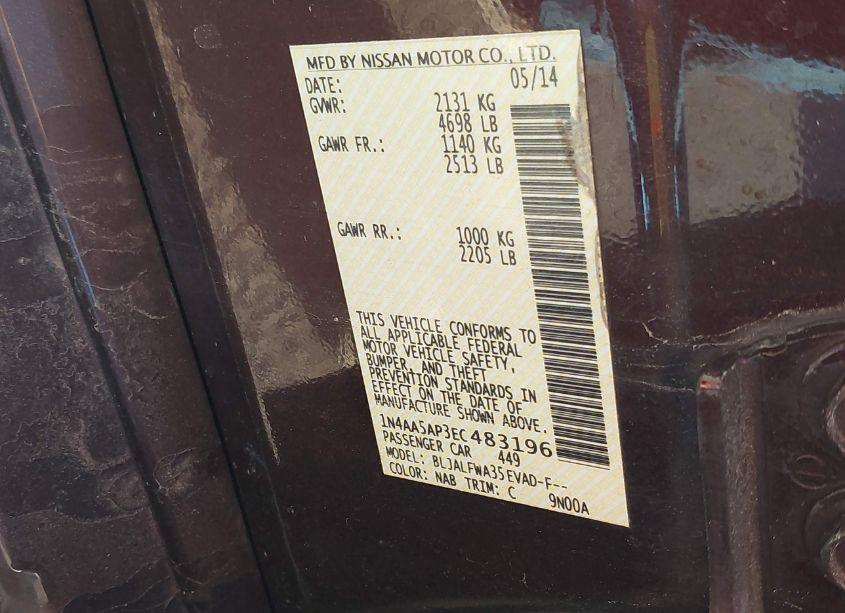 MFD BY NISSAN MOTOR CO., LTD.
DATE: 05/14
GVWR: 2131 KG
4698 LB
GAWR FR.: 1140 KG
2513 LB
GAWR RR.: 1000 KG
2205 LB
THIS VEHICLE CONFORMS TO
ALL APPLICABLE FEDERAL
MOTOR VEHICLE SAFETY,
BUMPER, AND THEFT
PREVENTION STANDARDS IN
EFFECT ON THE DATE OF
MANUFACTURE SHOWN ABOVE.
1N4AA5AP3EC483196
PASSENGER CAR 449
MODEL: BLJALFWA35EVAD-F--
COLOR: NAB TRIM: C 9N00A